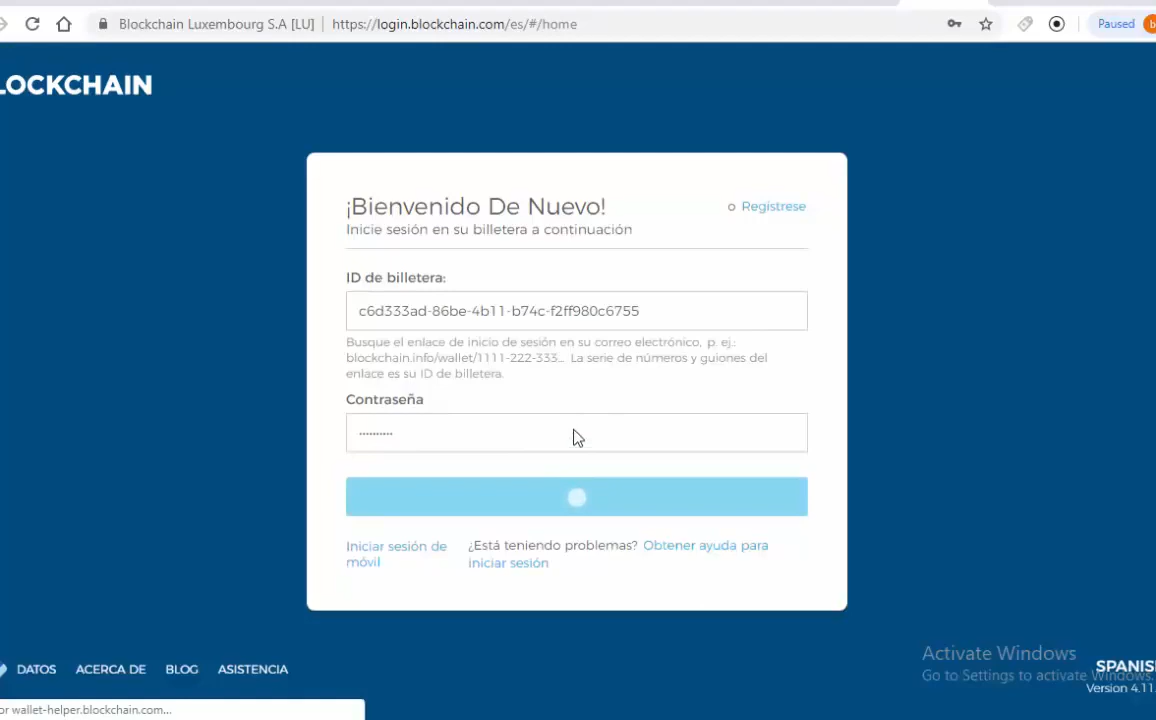 Blockchain Luxembourg S.A [LU] | https://login.blockchain.com/es/#/home
Paused
LOCKCHAIN
¡Bienvenido De Nuevo!
o Regístrese
Inicie sesión en su billetera a continuación
ID de billetera:
c6d333ad-86be-4b11-b74c-f2ff980c6755
Busque el enlace de inicio de sesión en su correo electrónico, p. ej.:
blockchain.info/wallet/1111-222-333... La serie de números y guiones del
enlace es su ID de billetera.
Contraseña
Iniciar sesión de
móvil
¿Está teniendo problemas? Obtener ayuda para
iniciar sesión
Activate Windows
Go to Settings to activate Windows.
DATOS ACERCA DE BLOG ASISTENCIA
SPANIS
Version 4.11.
or wallet-helper.blockchain.com...